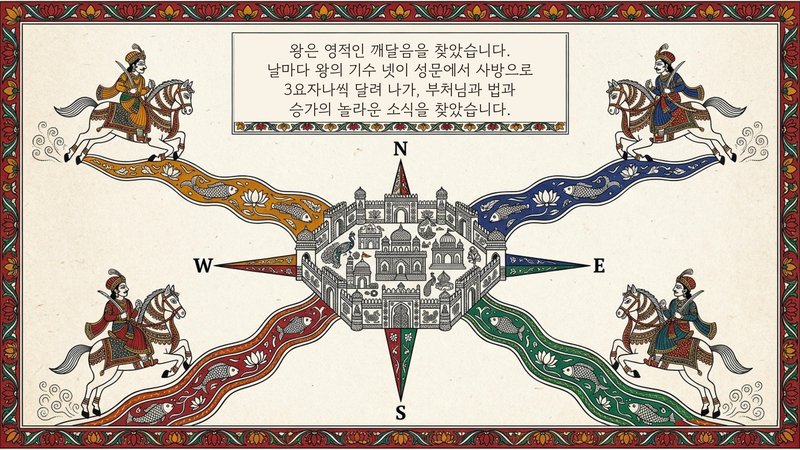 왕은 영적인 깨달음을 찾았습니다.
날마다 왕의 기수 넷이 성문에서 사방으로
3요자나씩 달려 나가, 부처님과 법과
승가의 놀라운 소식을 찾았습니다.
N
W
E
S